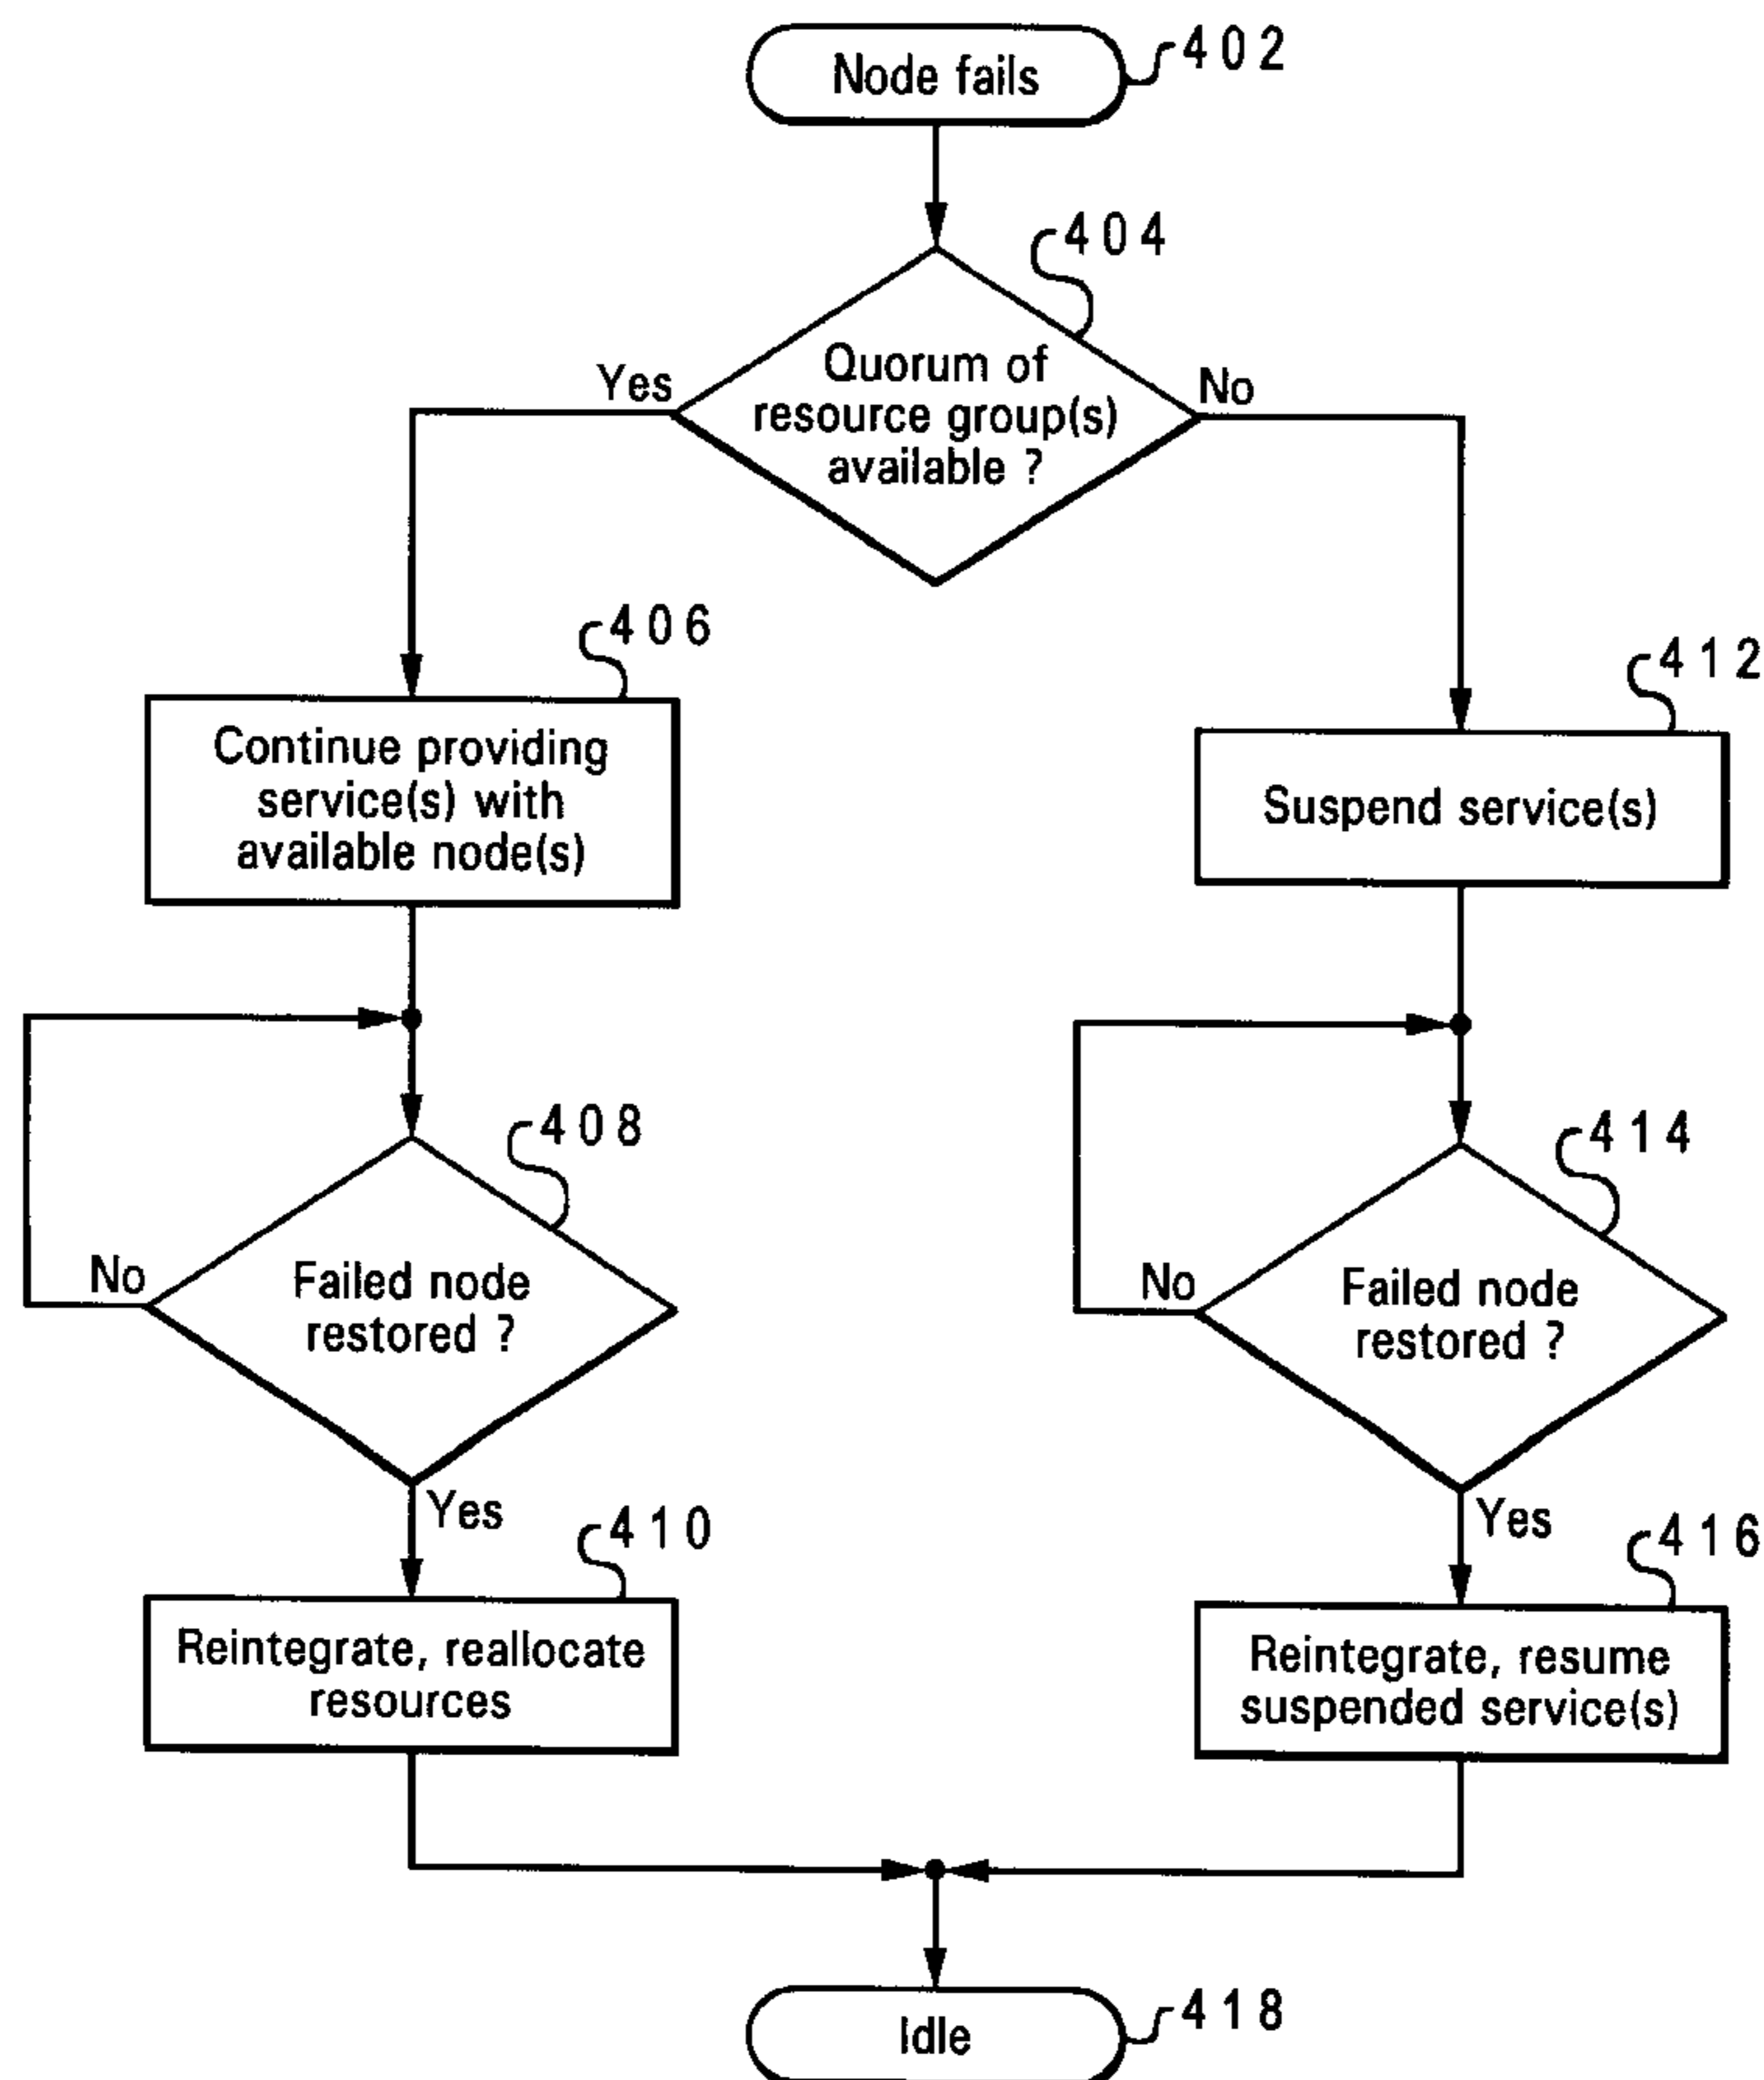 Node fails
402
404
Quorum of
resource group(s)
available ?
Yes
No
406
Continue providing
service(s) with
available node(s)
412
Suspend service(s)
408
Failed node
restored ?
No
Yes
414
Failed node
restored ?
No
Yes
410
Reintegrate, reallocate
resources
416
Reintegrate, resume
suspended service(s)
Idle
418